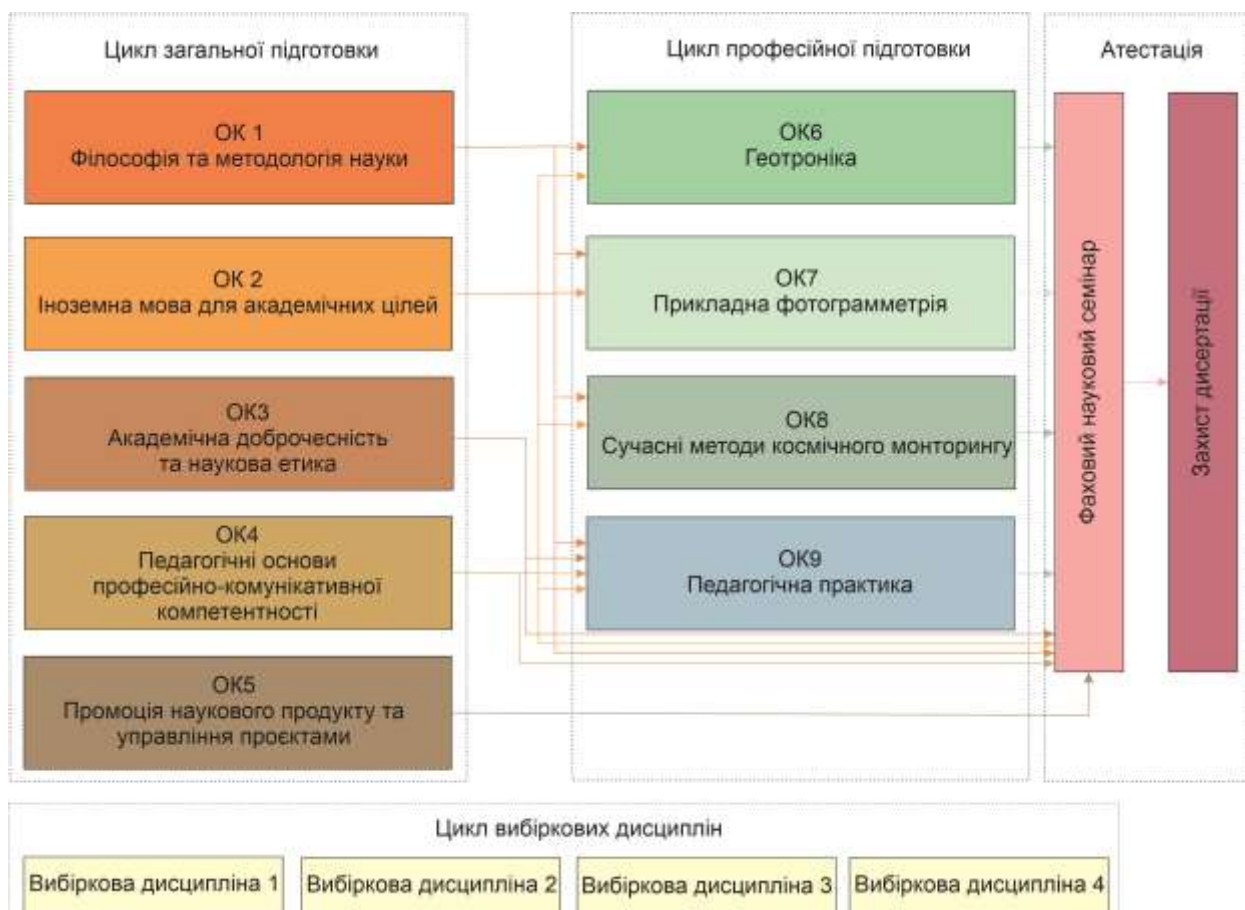 Цикл загальної підготовки
ОК 1
Філософія та методологія науки
ОК 2
Іноземна мова для академічних цілей
ОК3
Академічна доброчесність
та наукова етика
ОК4
Педагогічні основи
професійно-комунікативної
компетентності
ОК5
Промоція наукового продукту та
управління проєктами
Цикл професійної підготовки
ОК6
Геотроніка
ОК7
Прикладна фотограмметрія
ОК8
Сучасні методи космічного монторингу
ОК9
Педагогічна практика
Атестація
Фаховий науковий семінар
Захист дисертації
Цикл вибіркових дисциплін
Вибіркова дисципліна 1
Вибіркова дисципліна 2
Вибіркова дисципліна 3
Вибіркова дисципліна 4